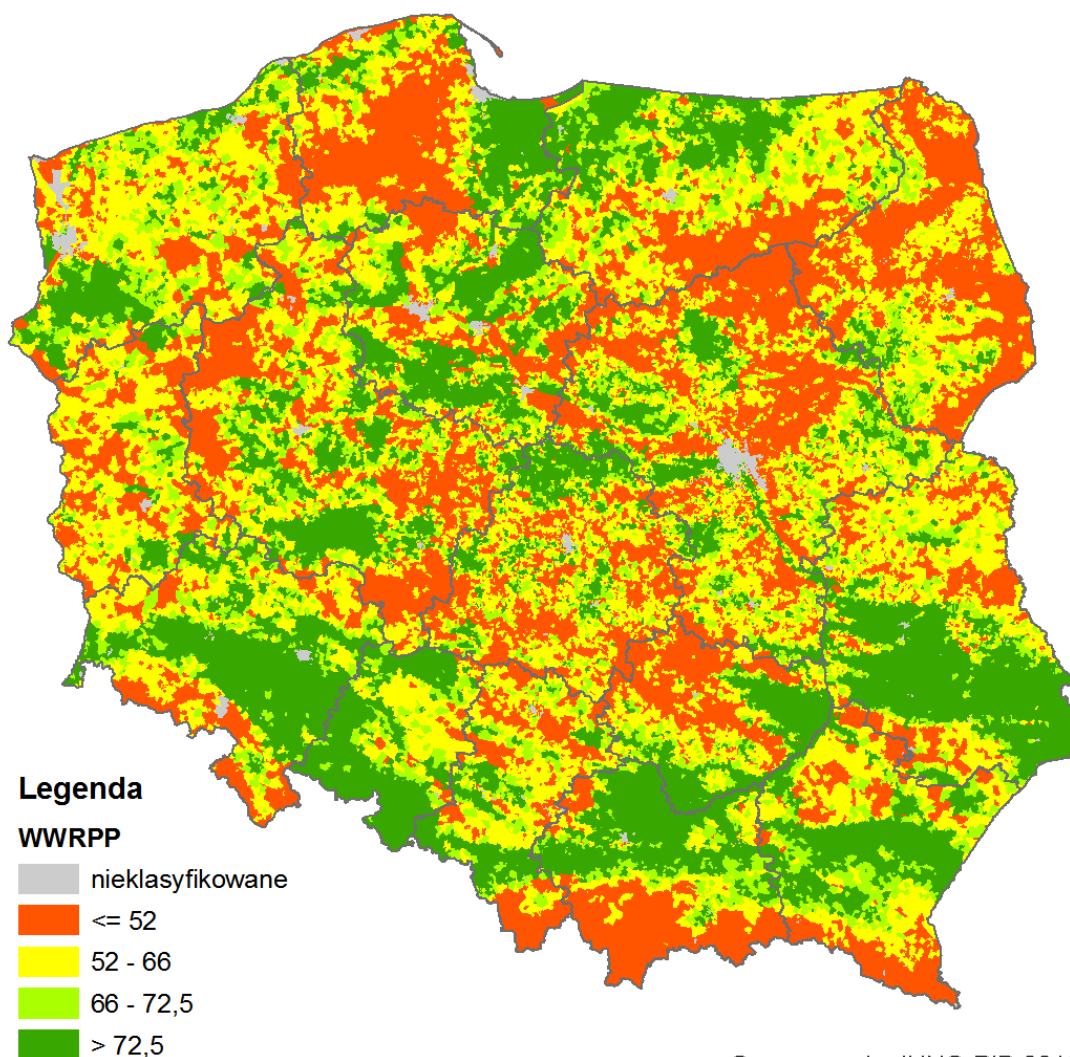 Legenda
WWRPP
nieklasyfikowane
<= 52
52 - 66
66 - 72,5
> 72,5